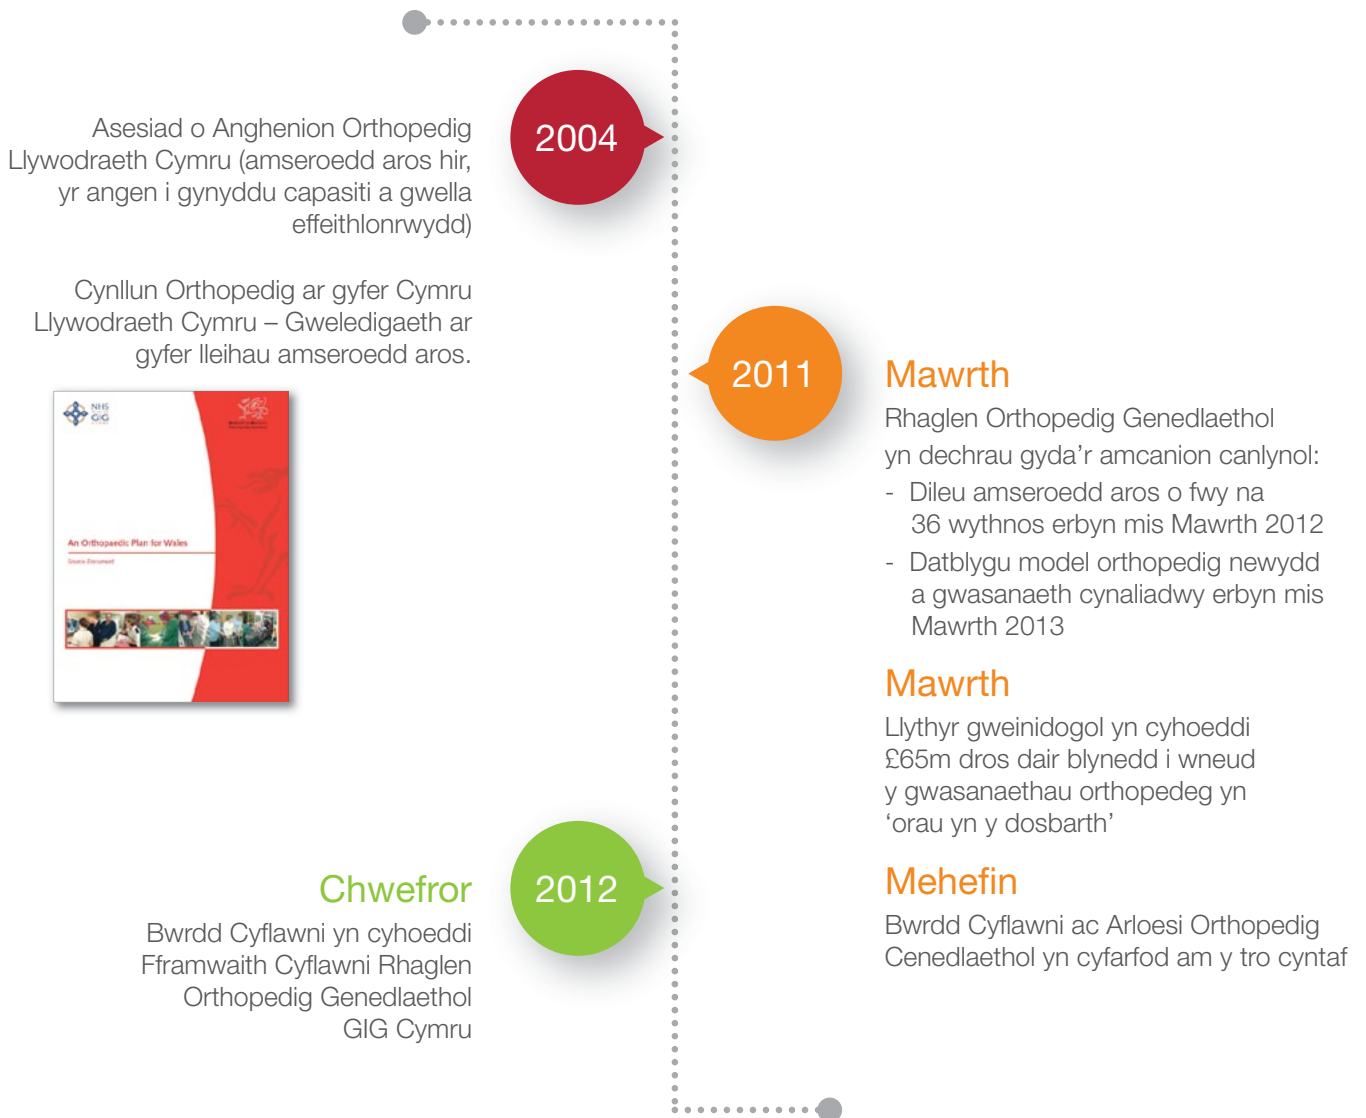 2004
Asesiad o Anghenion Orthopedig
Llywodraeth Cymru (amseroedd aros hir,
yr angen i gynyddu capasiti a gwella
effeithlonrwydd)
Cynllun Orthopedig ar gyfer Cymru
Llywodraeth Cymru – Gweledigaeth ar
gyfer lleihau amseroedd aros.
NHS
GIG
An Orthopaedic Plan for Wales
Source Document
2011
Mawrth
Rhaglen Orthopedig Genedlaethol
yn dechrau gyda’r amcanion canlynol:
- Dileu amseroedd aros o fwy na
36 wythnos erbyn mis Mawrth 2012
- Datblygu model orthopedig newydd
a gwasanaeth cynaliadwy erbyn mis
Mawrth 2013
Mawrth
Llythyr gweinidogol yn cyhoeddi
£65m dros dair blynedd i wneud
y gwasanaethau orthopedeg yn
‘orau yn y dosbarth’
Mehefin
Bwrdd Cyflawni ac Arloesi Orthopedig
Cenedlaethol yn cyfarfod am y tro cyntaf
2012
Chwefror
Bwrdd Cyflawni yn cyhoeddi
Fframwaith Cyflawni Rhaglen
Orthopedig Genedlaethol
GIG Cymru